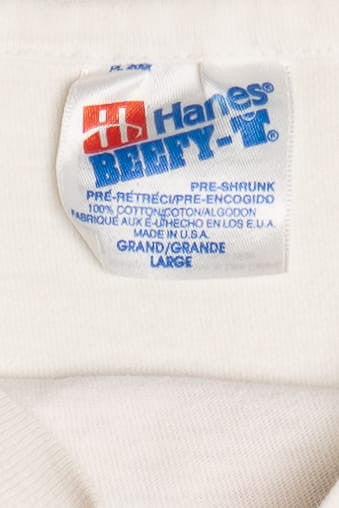 Hanes®
BEEFY-T®
PRE-SHRUNK
PRÉ-RÉTRÉCI/PRE-ENCOGIDO
100% COTTON/COTON/ALGODON
FABRIQUÉ AUX E-U/HECHO EN LOS E.U.A.
MADE IN U.S.A.
GRAND/GRANDE
LARGE